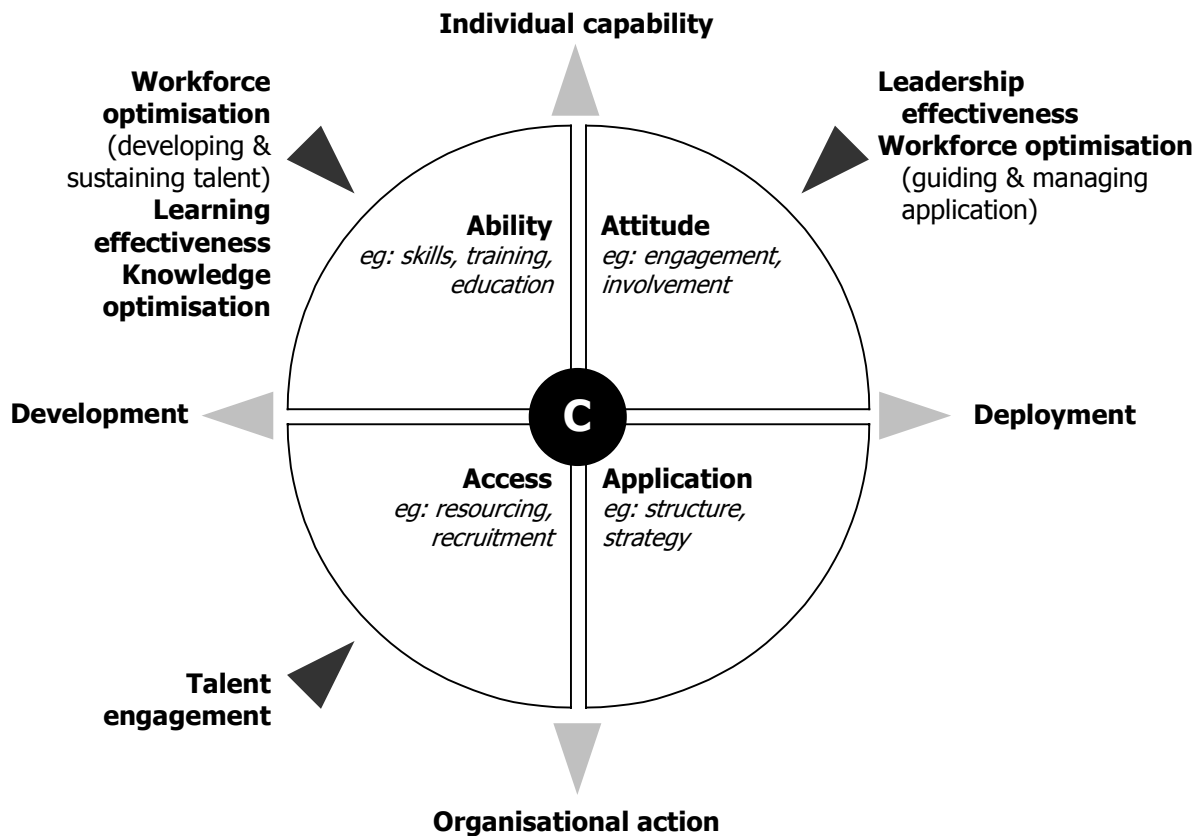 Individual capability
Workforce
optimisation
(developing &
sustaining talent)
Learning
effectiveness
Knowledge
optimisation
Leadership
effectiveness
Workforce optimisation
(guiding & managing
application)
Ability
eg: skills, training,
education
Attitude
eg: engagement,
involvement
Development
C
Deployment
Access
eg: resourcing,
recruitment
Application
eg: structure,
strategy
Talent
engagement
Organisational action